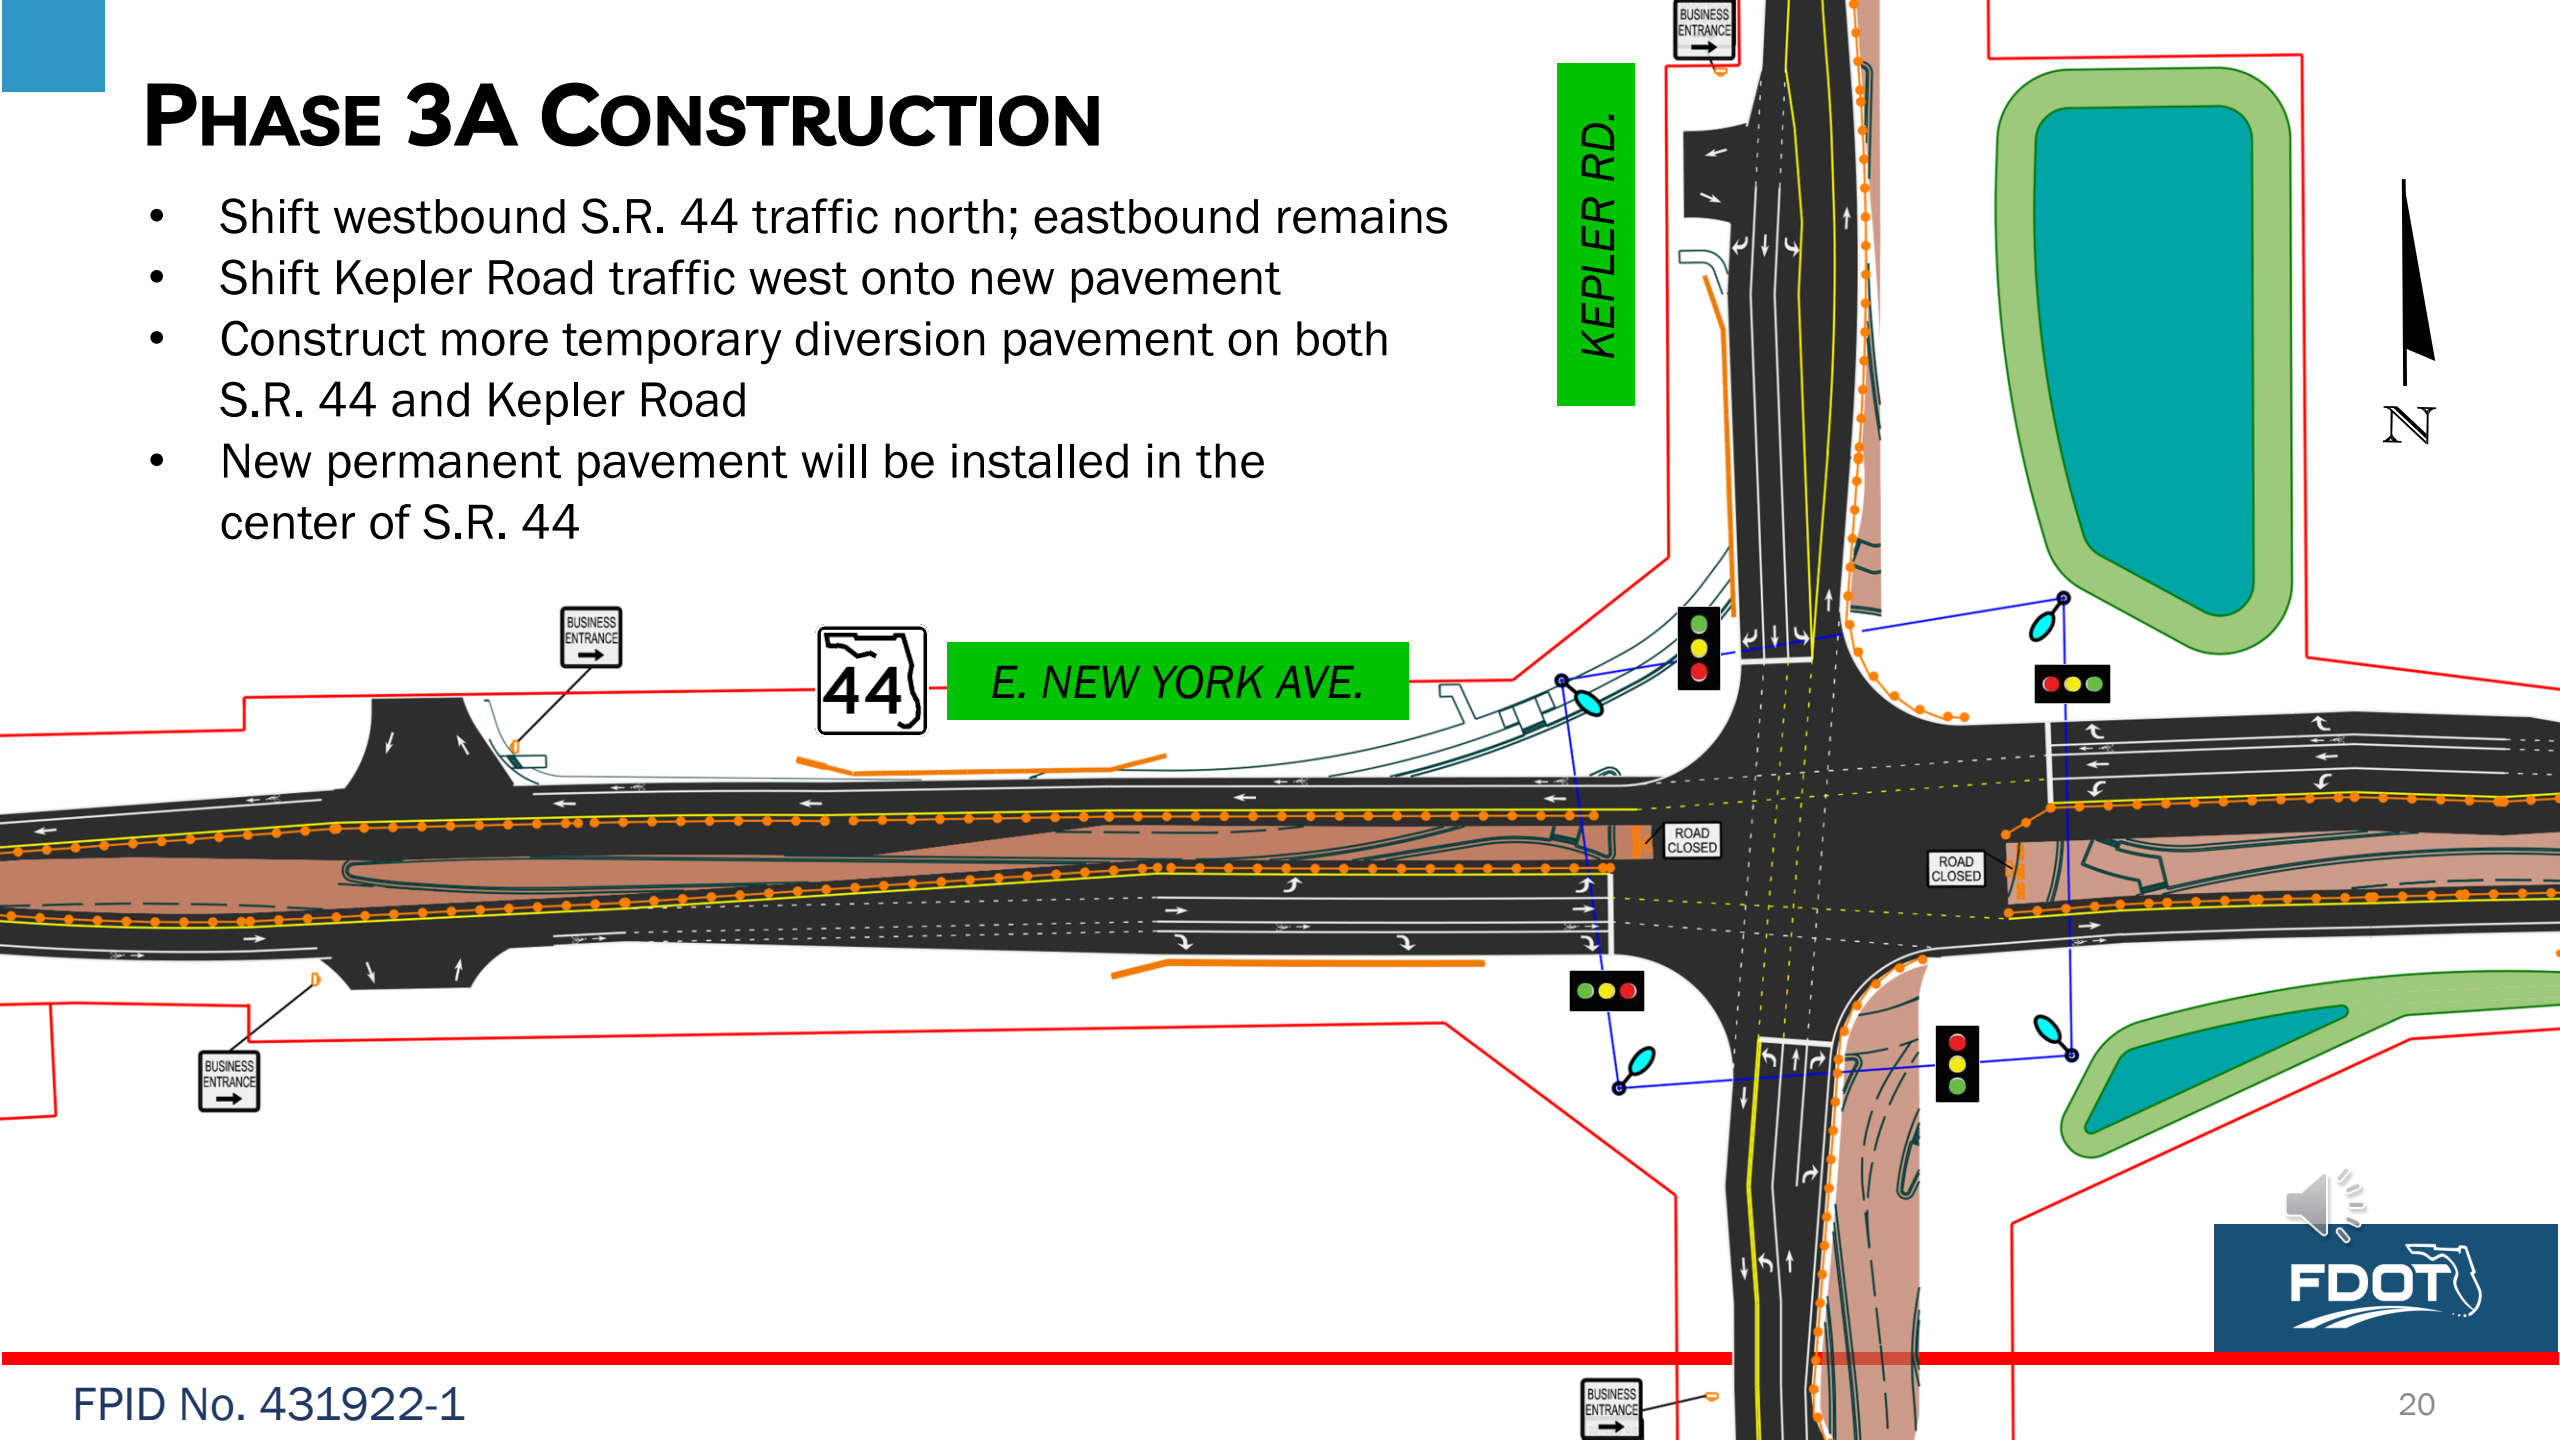 PHASE 3A CONSTRUCTION
• Shift westbound S.R. 44 traffic north; eastbound remains
• Shift Kepler Road traffic west onto new pavement
• Construct more temporary diversion pavement on both
S.R. 44 and Kepler Road
• New permanent pavement will be installed in the
center of S.R. 44
BUSINESS
ENTRANCE
KEPLER RD.
N
BUSINESS
ENTRANCE
44
E. NEW YORK AVE.
ROAD
CLOSED
ROAD
CLOSED
BUSINESS
ENTRANCE
FDOT
BUSINESS
ENTRANCE
FPID No. 431922-1
20